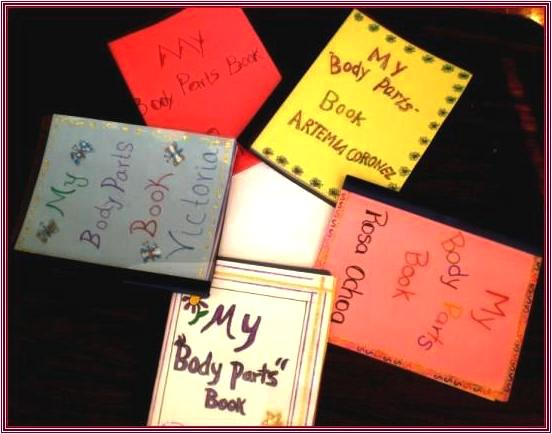 MY
Body Parts Book
My
"Body Parts"
Book
ARTEMIA CORONEL
My
Body Parts
Book
Victoria
My
Body Parts
Book
Rosa Ochoa
My
"Body Parts"
Book